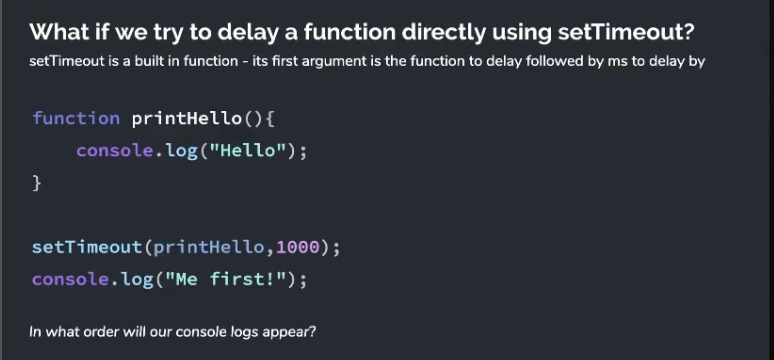 What if we try to delay a function directly using setTimeout?
setTimeout is a built in function - its first argument is the function to delay followed by ms to delay by
function printHello(){
    console.log("Hello");
}
setTimeout(printHello,1000);
console.log("Me first!");
In what order will our console logs appear?